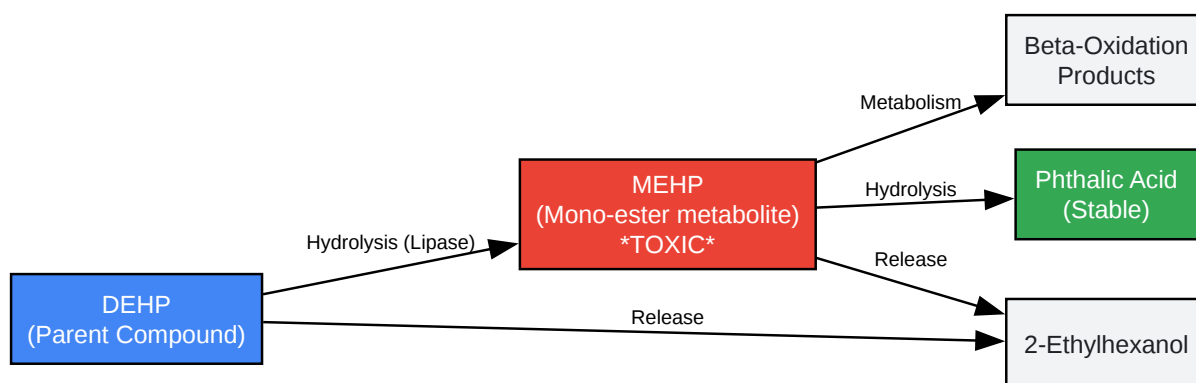 Beta-Oxidation
Products
Metabolism
MEHP
(Mono-ester metabolite)
*TOXIC*
Hydrolysis
Phthalic Acid
(Stable)
Hydrolysis (Lipase)
Release
DEHP
(Parent Compound)
Release
2-Ethylhexanol